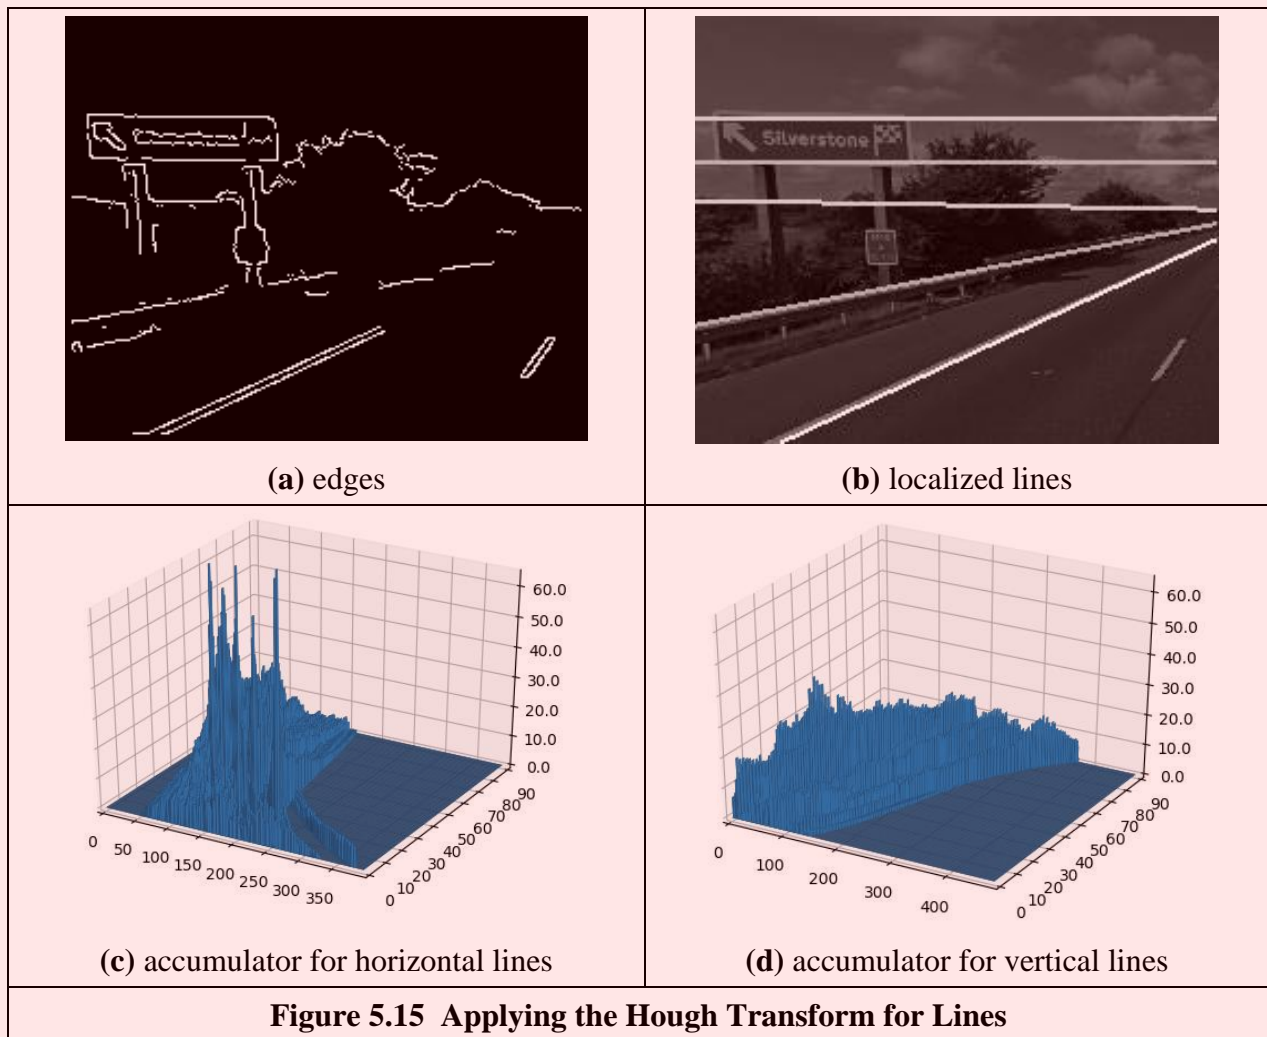 Silverstone
(a) edges
(b) localized lines
60.0
50.0
40.0
30.0
20.0
10.0
0.0
0 50 100 150 200 250 300 350
0 10 20 30 40 50 60 70 80 90
(c) accumulator for horizontal lines
60.0
50.0
40.0
30.0
20.0
10.0
0.0
0 100 200 300 400
0 10 20 30 40 50 60 70 80 90
(d) accumulator for vertical lines
Figure 5.15 Applying the Hough Transform for Lines